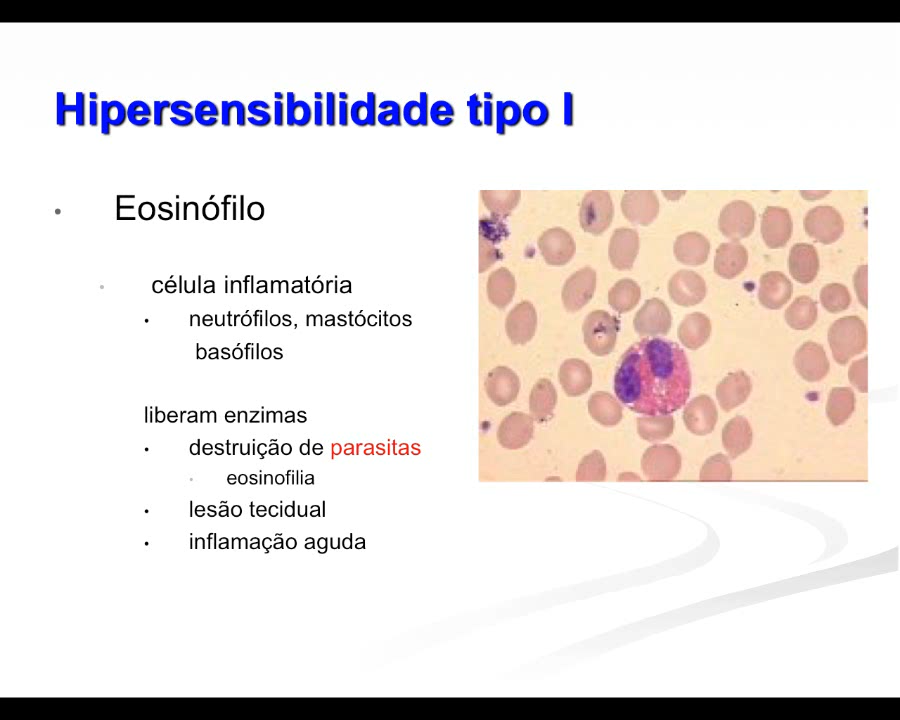 Hipersensibilidade tipo I
• Eosinófilo
• célula inflamatória
• neutrófilos, mastócitos
basófilos
liberam enzimas
• destruição de parasitas
• eosinofilia
• lesão tecidual
• inflamação aguda